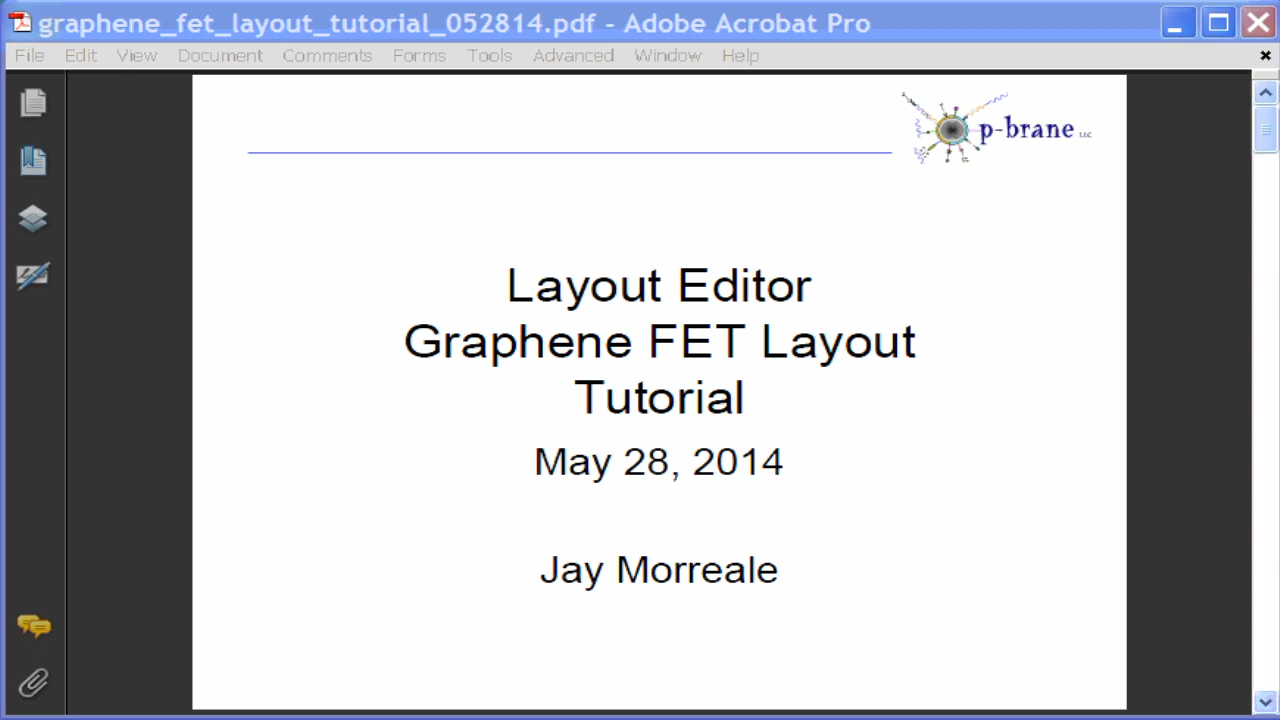 graphene_fet_layout_tutorial_052814.pdf - Adobe Acrobat Pro
File Edit View Document Comments Forms Tools Advanced Window Help
p-brane LLC
Layout Editor
Graphene FET Layout
Tutorial
May 28, 2014
Jay Morreale